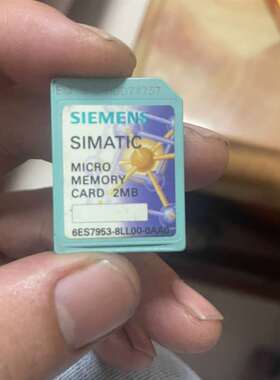 SIEMENS
SIMATIC
MICRO
MEMORY
CARD 2MB
6ES7953-8LL00-0AA0